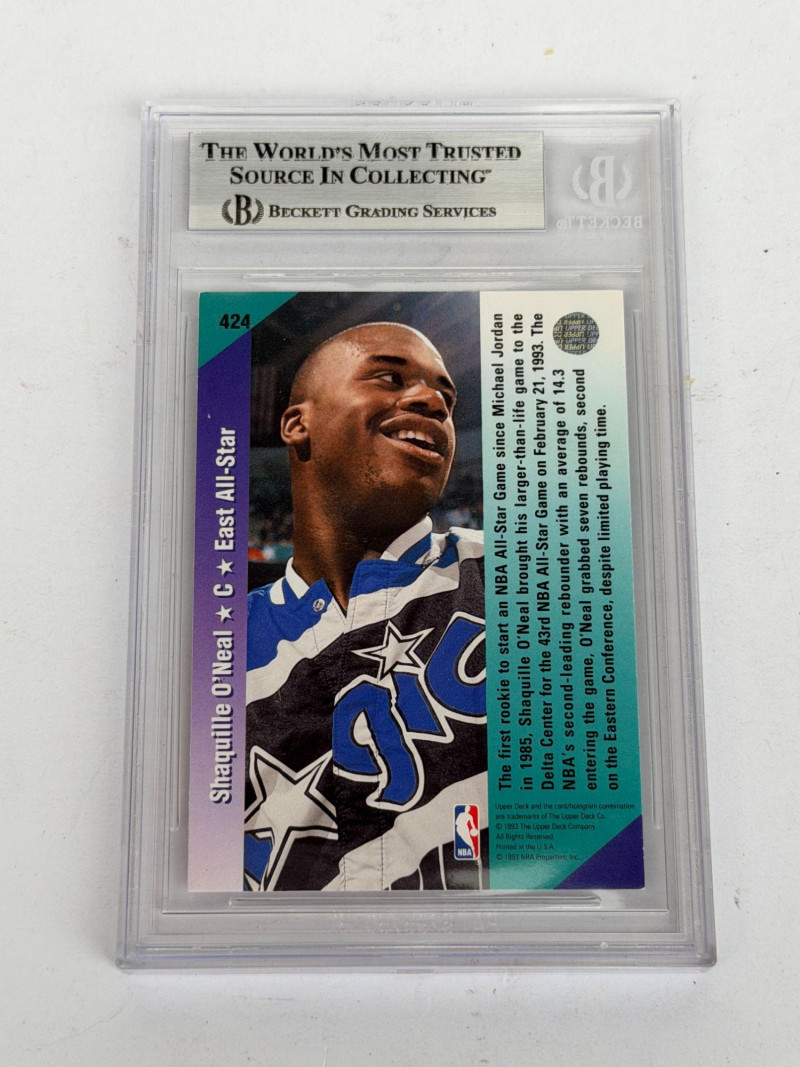 THE WORLD'S MOST TRUSTED
SOURCE IN COLLECTING
BECKETT GRADING SERVICES
B
BECKETT
424
Shaquille O'Neal ★ C ★ East All-Star
gic
The first rookie to start an NBA All-Star Game since Michael Jordan
in 1985, Shaquille O'Neal brought his larger-than-life game to the
Delta Center for the 43rd NBA All-Star Game on February 21, 1993. The
NBA's second-leading rebounder with an average of 14.3
entering the game, O'Neal grabbed seven rebounds, second
on the Eastern Conference, despite limited playing time.
UPPER DE
Upper Deck and the card/hologram combination
are trademarks of The Upper Deck Co.
© 1993 The Upper Deck Company.
All Rights Reserved.
Printed in the U.S.A.
© 1993 NBA Properties, Inc.
NBA